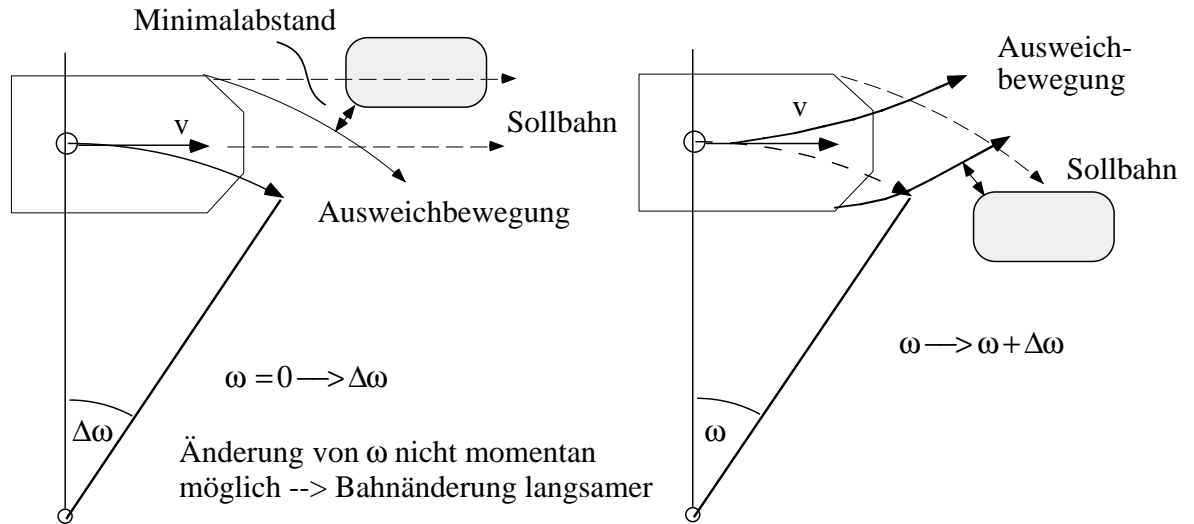 Minimalabstand
v
Sollbahn
Ausweichbewegung
ω = 0 —> Δω
Δω
Änderung von ω nicht momentan
möglich --> Bahnänderung langsamer
Ausweich-
bewegung
v
Sollbahn
ω —> ω + Δω
ω